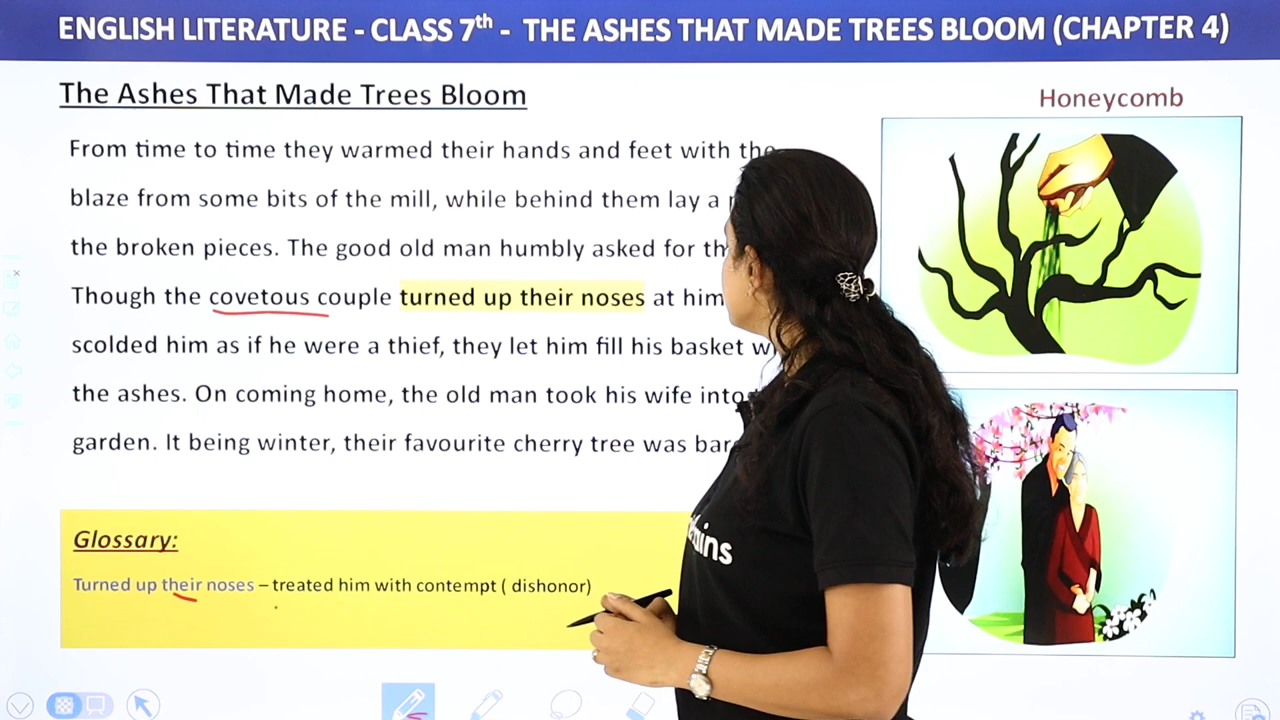 ENGLISH LITERATURE - CLASS 7th - THE ASHES THAT MADE TREES BLOOM (CHAPTER 4)
The Ashes That Made Trees Bloom
Honeycomb
From time to time they warmed their hands and feet with the
blaze from some bits of the mill, while behind them lay a
the broken pieces. The good old man humbly asked for
Though the covetous couple turned up their noses at him
scolded him as if he were a thief, they let him fill his basket
the ashes. On coming home, the old man took his wife into
garden. It being winter, their favourite cherry tree was
Glossary:
Turned up their noses – treated him with contempt ( dishonor)